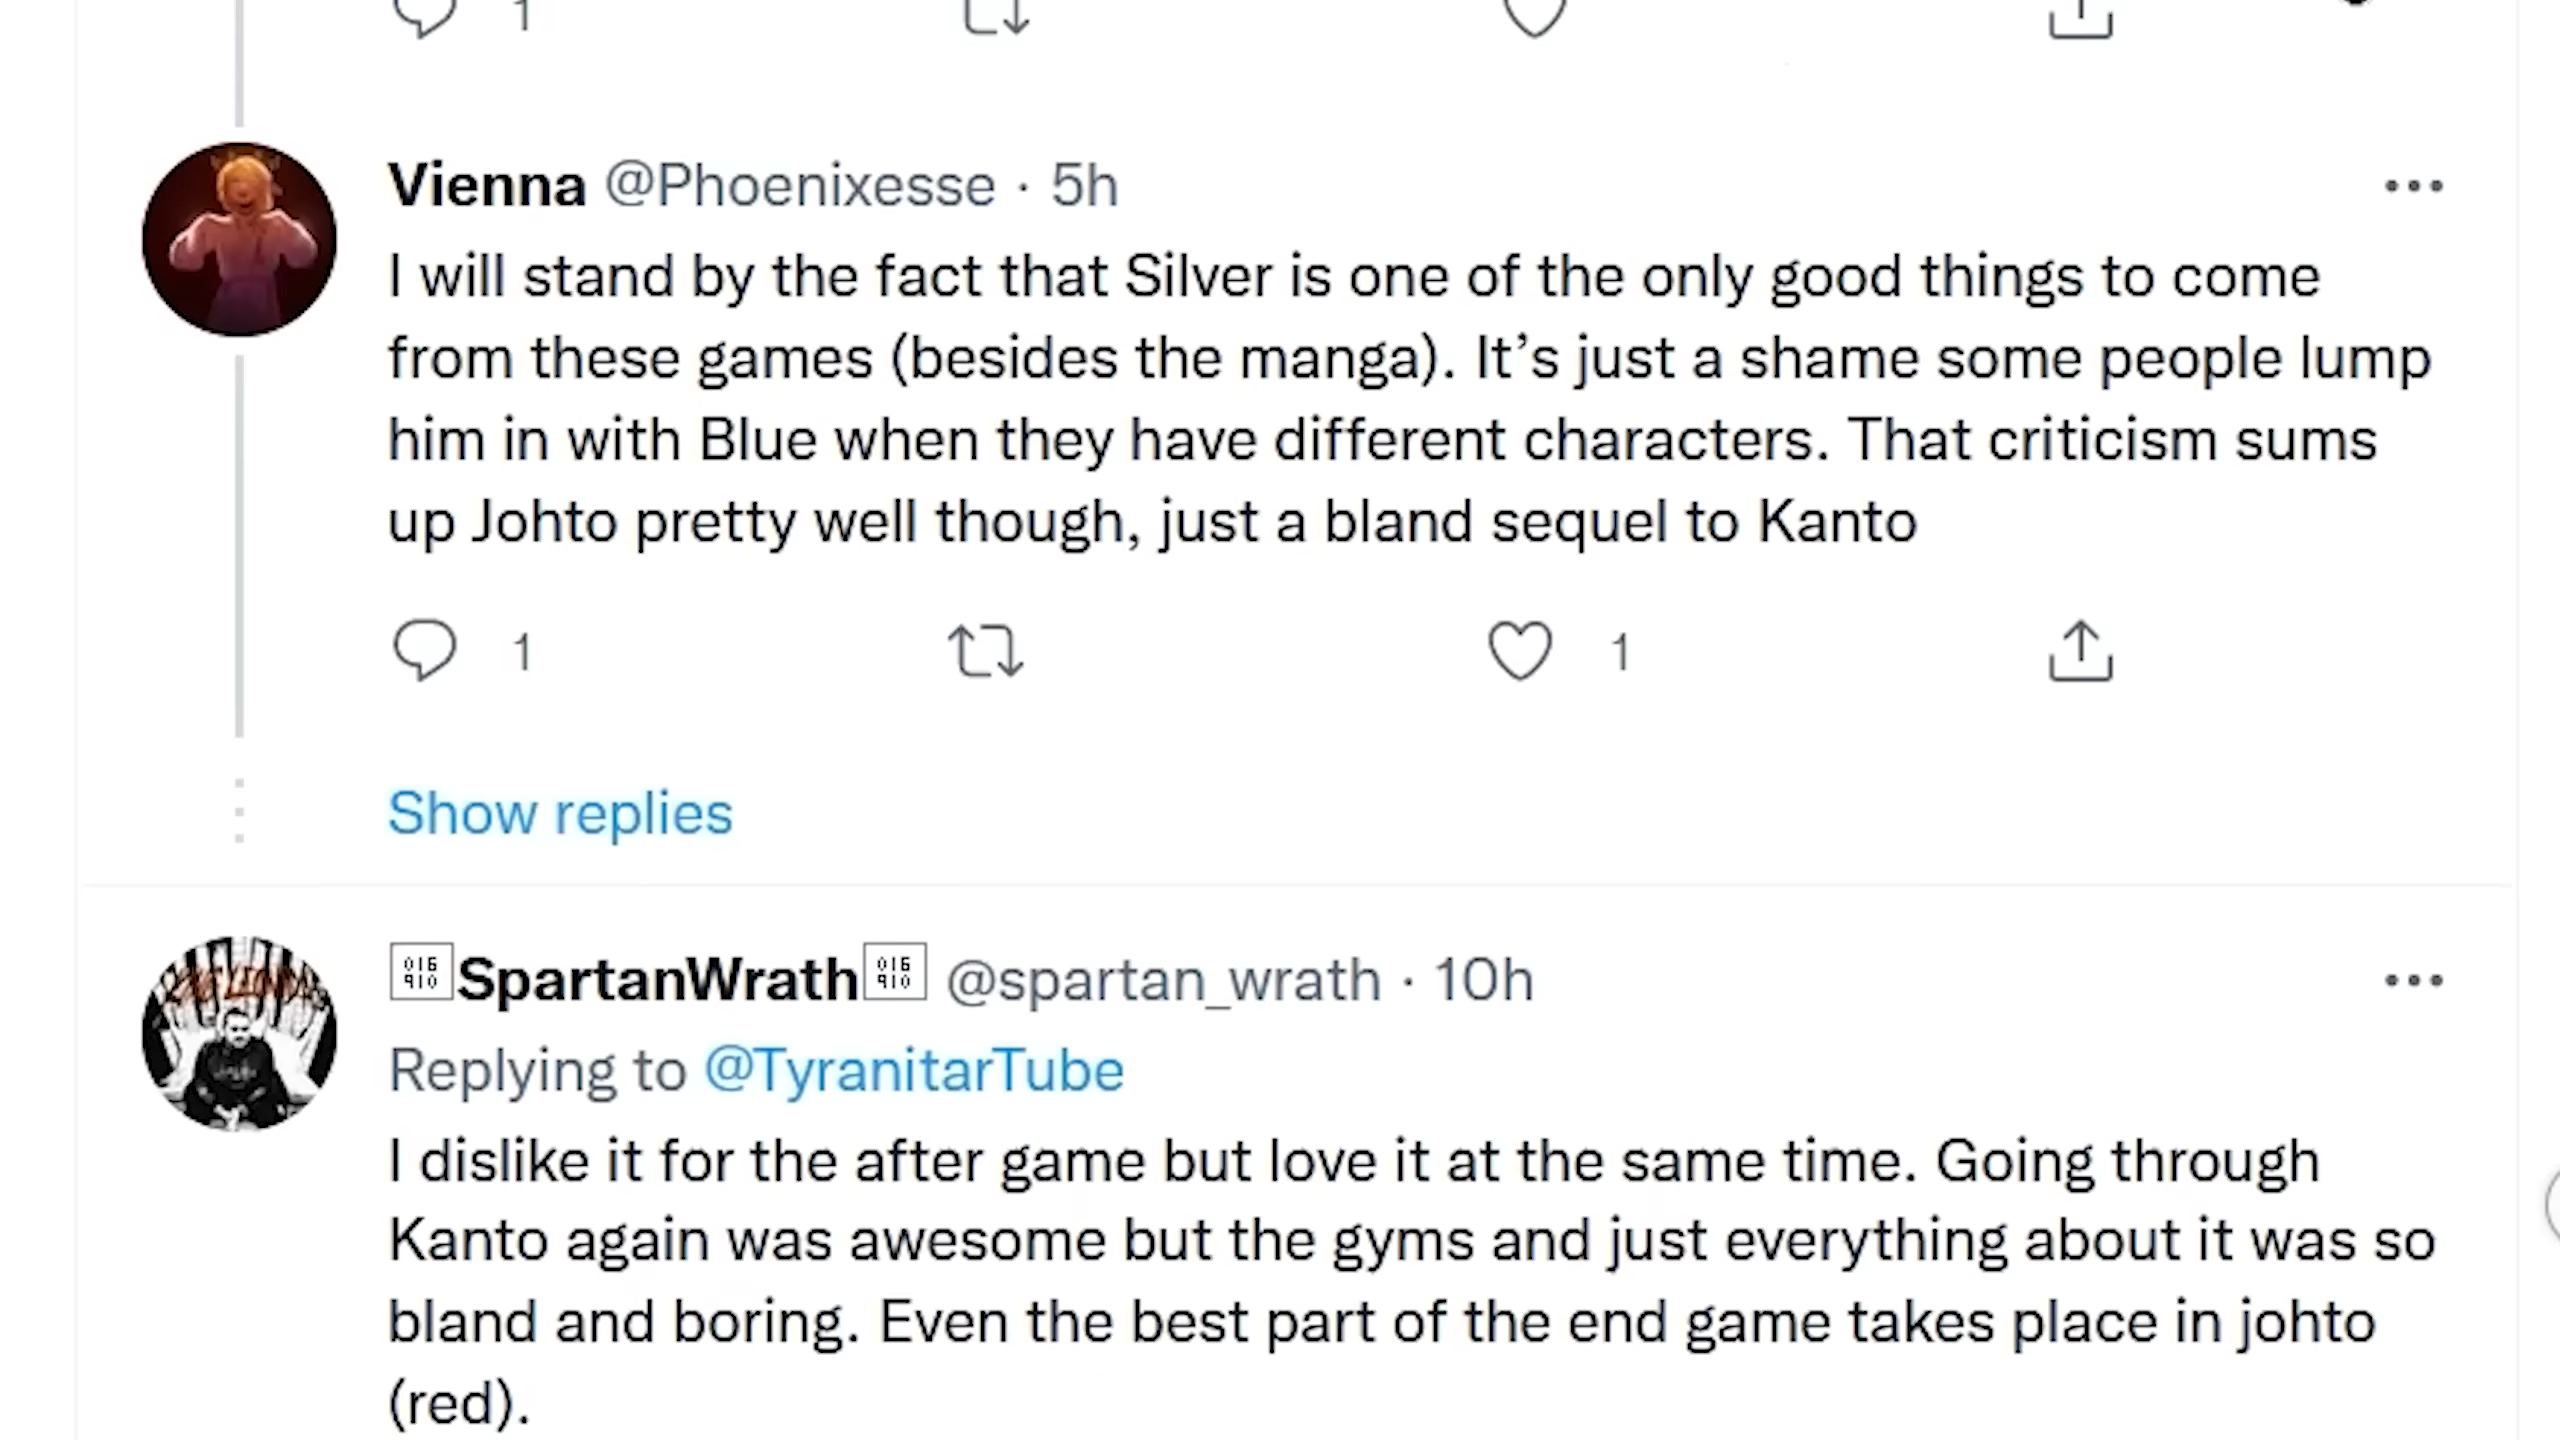 1
Vienna @Phoenixesse · 5h
I will stand by the fact that Silver is one of the only good things to come
from these games (besides the manga). It’s just a shame some people lump
him in with Blue when they have different characters. That criticism sums
up Johto pretty well though, just a bland sequel to Kanto
1 1
Show replies
SpartanWrath @spartan_wrath · 10h
Replying to @TyranitarTube
I dislike it for the after game but love it at the same time. Going through
Kanto again was awesome but the gyms and just everything about it was so
bland and boring. Even the best part of the end game takes place in johto
(red).